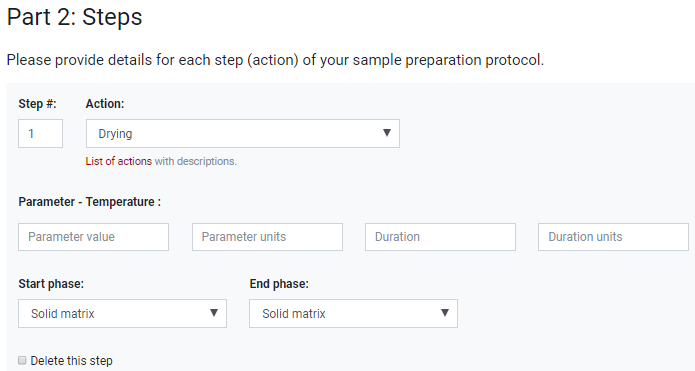 Part 2: Steps
Please provide details for each step (action) of your sample preparation protocol.
Step #: Action:
1 Drying
List of actions with descriptions.
Parameter - Temperature :
Parameter value Parameter units Duration Duration units
Start phase: End phase:
Solid matrix Solid matrix
Delete this step